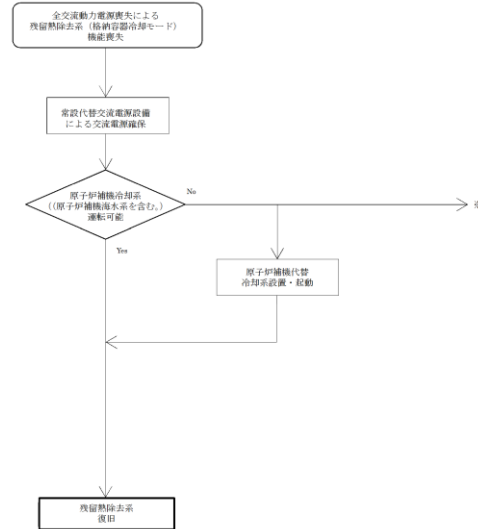 全交流動力電源喪失による
残留熱除去系（格納容器冷却モード）
機能喪失
常設代替交流電源設備
による交流電源確保
原子炉補機冷却系
((原子炉補機海水系を含む。)
運転可能
No
※
Yes
原子炉補機代替
冷却系設置・起動
残留熱除去系
復旧